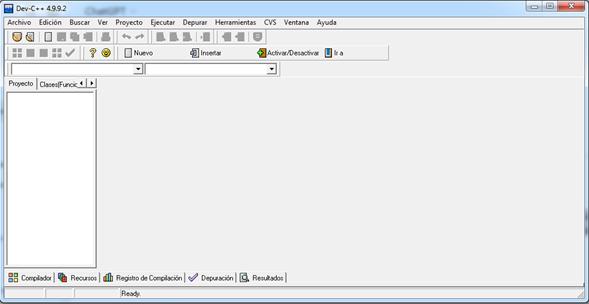 Dev-C++ 4.9.9.2
Archivo Edición Buscar Ver Proyecto Ejecutar Depurar Herramientas CVS Ventana Ayuda
Nuevo Insertar Activar/Desactivar Ir a
Proyecto Clases(Func
Compilador Recursos Registro de Compilación Depuración Resultados
Ready.